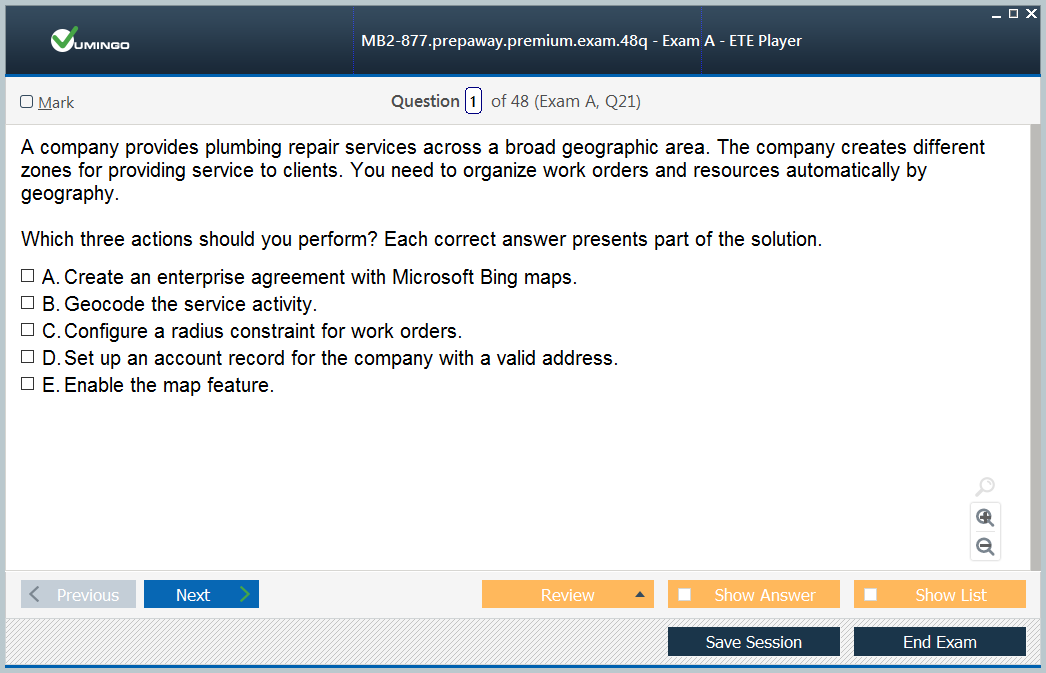 VUMINGO
MB2-877.prepaway.premium.exam.48q - Exam A - ETE Player
Mark
Question 1 of 48 (Exam A, Q21)
A company provides plumbing repair services across a broad geographic area. The company creates different
zones for providing service to clients. You need to organize work orders and resources automatically by
geography.
Which three actions should you perform? Each correct answer presents part of the solution.
A. Create an enterprise agreement with Microsoft Bing maps.
B. Geocode the service activity.
C. Configure a radius constraint for work orders.
D. Set up an account record for the company with a valid address.
E. Enable the map feature.
Previous
Next
Review
Show Answer
Show List
Save Session
End Exam